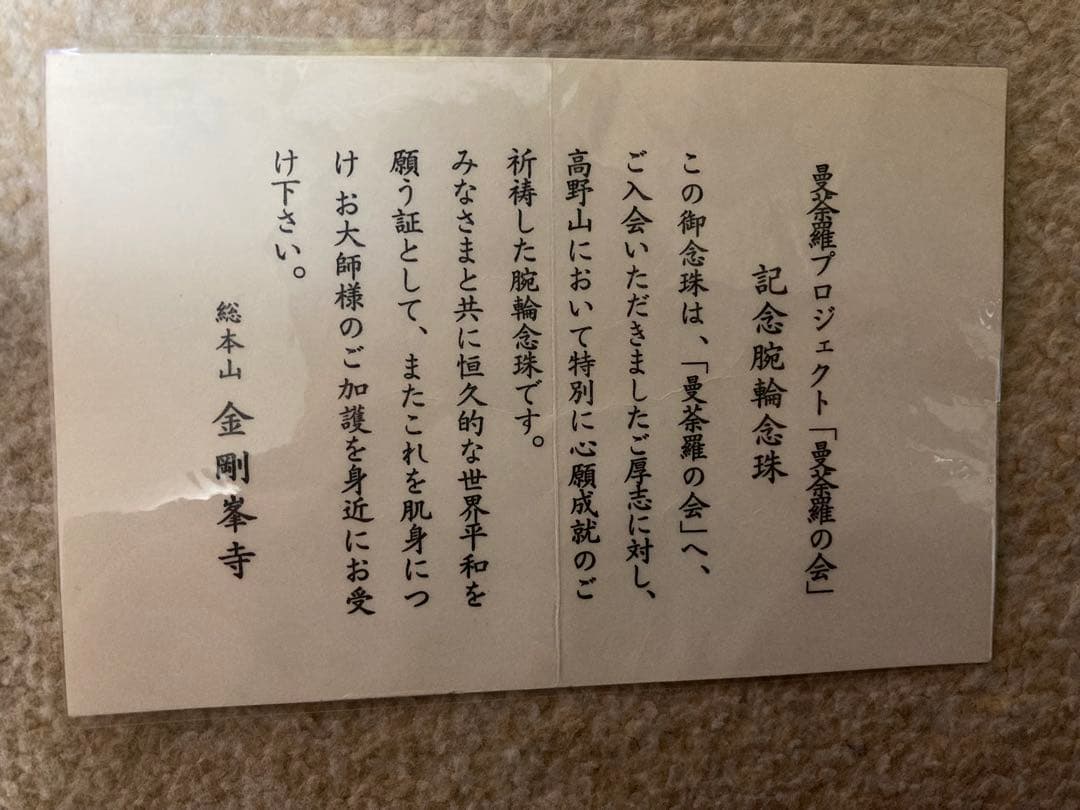 曼荼羅プロジェクト「曼荼羅の会」
記念腕輪念珠
この御念珠は、「曼荼羅の会」へ、
ご入会いただきましたご厚志に対し、
高野山において特別に心願成就のご
祈祷した腕輪念珠です。
みなさまと共に恒久的な世界平和を
願う証として、またこれを肌身につ
け お大師様のご加護を身近にお受
け下さい。
総本山 金剛峯寺